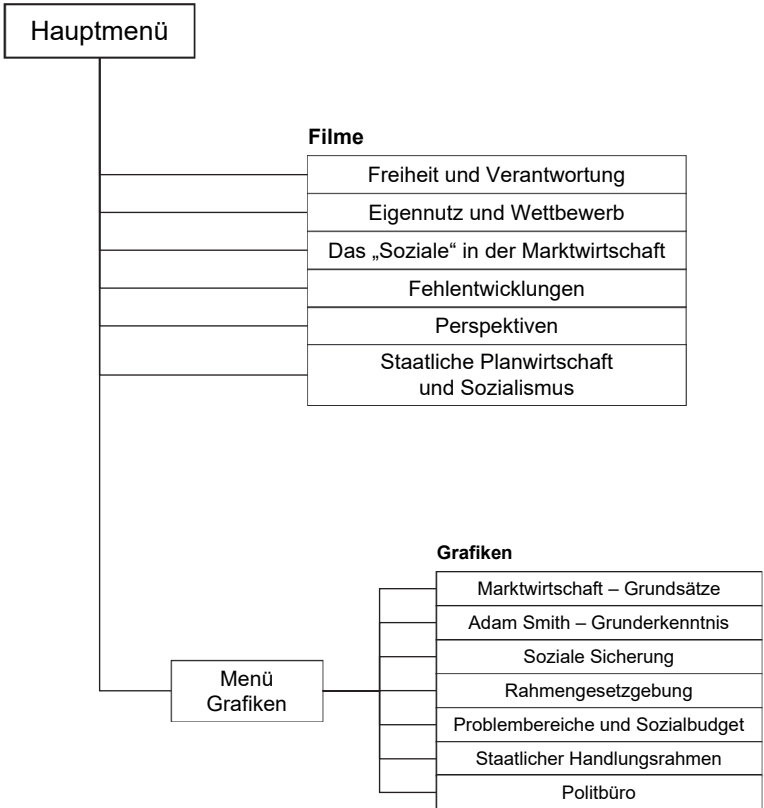 Hauptmenü
Filme
Freiheit und Verantwortung
Eigennutz und Wettbewerb
Das „Soziale“ in der Marktwirtschaft
Fehlentwicklungen
Perspektiven
Staatliche Planwirtschaft
und Sozialismus
Grafiken
Marktwirtschaft – Grundsätze
Adam Smith – Grunderkenntnis
Soziale Sicherung
Menü
Grafiken
Rahmengesetzgebung
Problembereiche und Sozialbudget
Staatlicher Handlungsrahmen
Politbüro